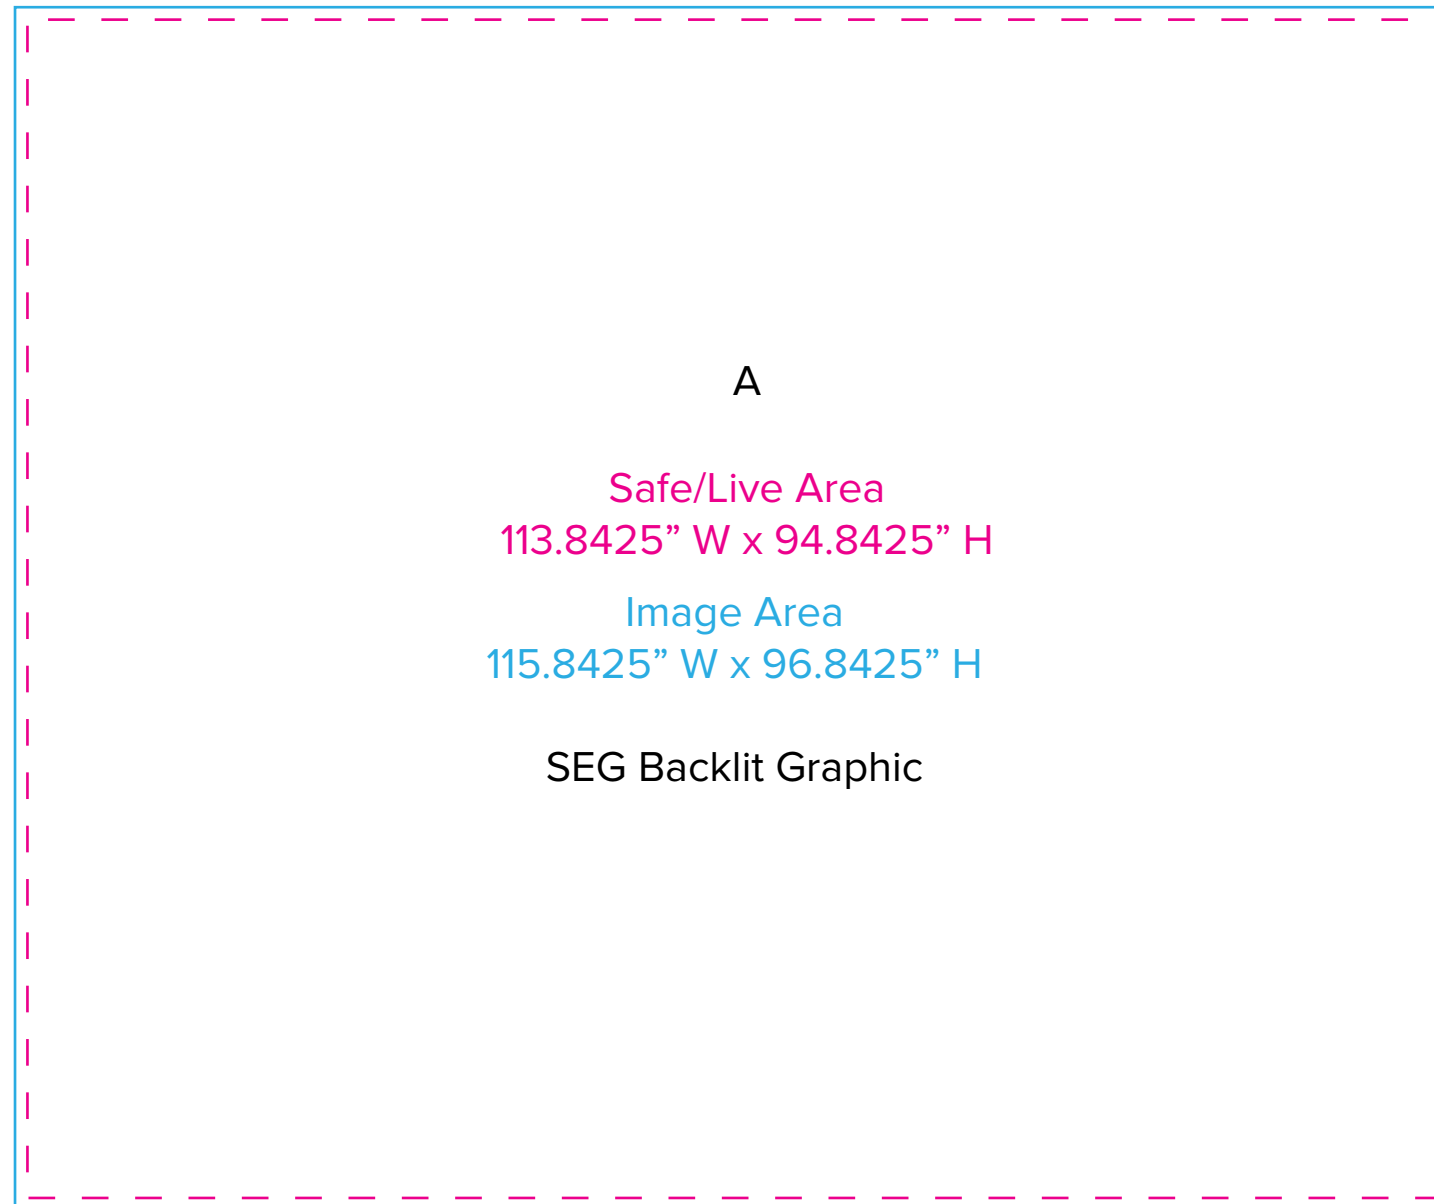 A
Safe/Live Area
113.8425” W x 94.8425” H
Image Area
115.8425” W x 96.8425” H
SEG Backlit Graphic